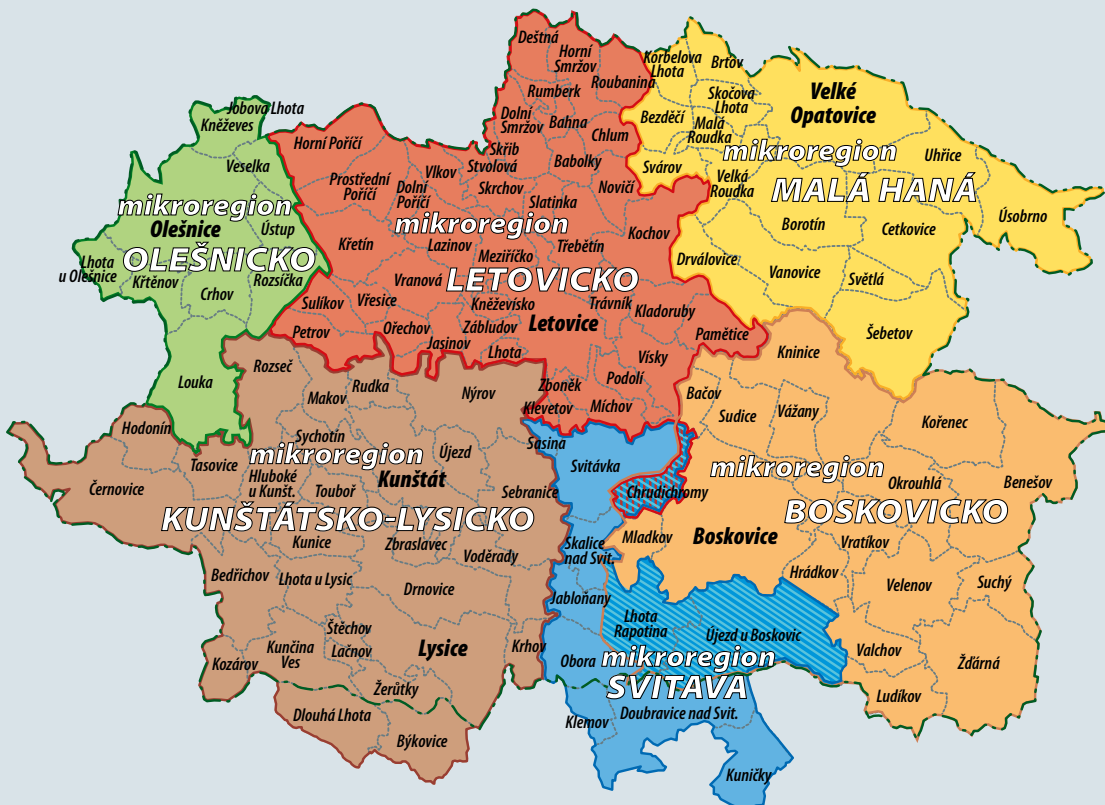 Deštná
Horní
Smržov
Roubanina
Rumberk
Dolní
Smržov
Bahna
Chlum
Skřib
Stvolová
Babolky
Skrchov
Novičí
Slatinka
Vlkov
Horní Poříčí
Prostřední
Poříčí
Dolní
Poříčí
mikroregion
LETOVICKO
Křetín
Lazinov
Meziříčko
Třebětín
Kochov
Vranová
Sulíkov
Vřesice
Kněževísko
Trávník
Kladoruby
Petrov
Ořechov
Jasinov
Zábludov
Letovice
Pamětice
Lhota
Vísky
Zboněk
Podolí
Klevetov
Míchov
Jobova Lhota
Kněževes
Veselka
mikroregion
Olešnice
OLEŠNICKO
Ústup
Lhota
u Olešnice
Křtěnov
Crhov
Rozsíčka
Louka
Korbelova
Lhota
Brťov
Skočova
Lhota
Velké
Opatovice
Bezděčí
Malá
Roudka
mikroregion
MALÁ HANÁ
Uhřice
Svárov
Velká
Roudka
Úsobrno
Borotín
Cetkovice
Drválovice
Vanovice
Světlá
Šebetov
Rozseč
Makov
Rudka
Nýrov
Hodonín
Sychotín
mikroregion
Újezd
Tasovice
Hluboké
u Kunšt.
Touboř
Kunštát
Černovice
Sebranice
KUNŠTÁTSKO-LYSICKO
Kunice
Zbraslavec
Voděrady
Bedřichov
Lhota u Lysic
Drnovice
Štěchov
Lačnov
Kunčina
Ves
Lysice
Krhov
Kozárov
Žerůtky
Dlouhá Lhota
Býkovice
Kninice
Bačov
Sudice
Vážany
Kořenec
mikroregion
BOSKOVICKO
Okrouhlá
Benešov
Mladkov
Boskovice
Vratíkov
Hrádkov
Velenov
Suchý
Valchov
Žďárná
Ludíkov
Sasina
Svitávka
Chrudichromy
Skalice
nad Svit.
Jabloňany
Lhota
Rapotina
Újezd u Boskovic
Obora
mikroregion
SVITAVA
Klemov
Doubravice nad Svit.
Kuničky